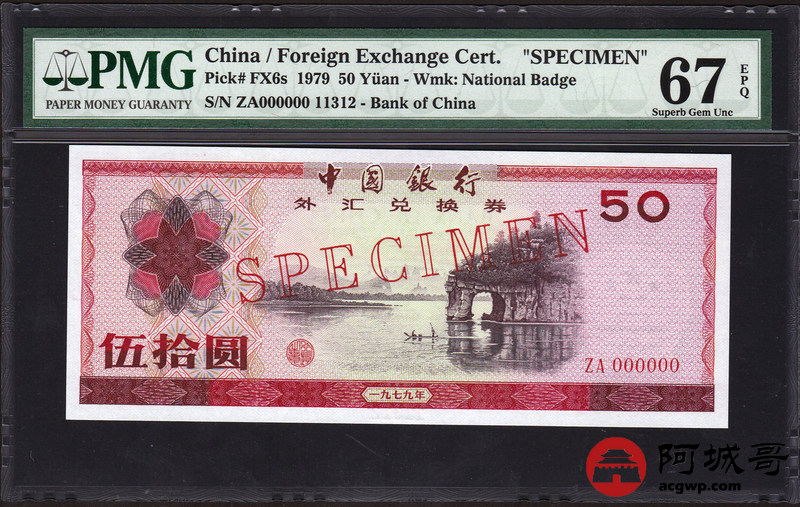 PMG
PAPER MONEY GUARANTY
China / Foreign Exchange Cert. "SPECIMEN"
Pick# FX6s 1979 50 Yüan - Wmk: National Badge
S/N ZA000000 11312 - Bank of China
67
EPQ
Superb Gem Unc
中國銀行
外汇兑换券
50
SPECIMEN
伍拾圆
ZA 000000
一九七九年
阿城哥
acgwp.com